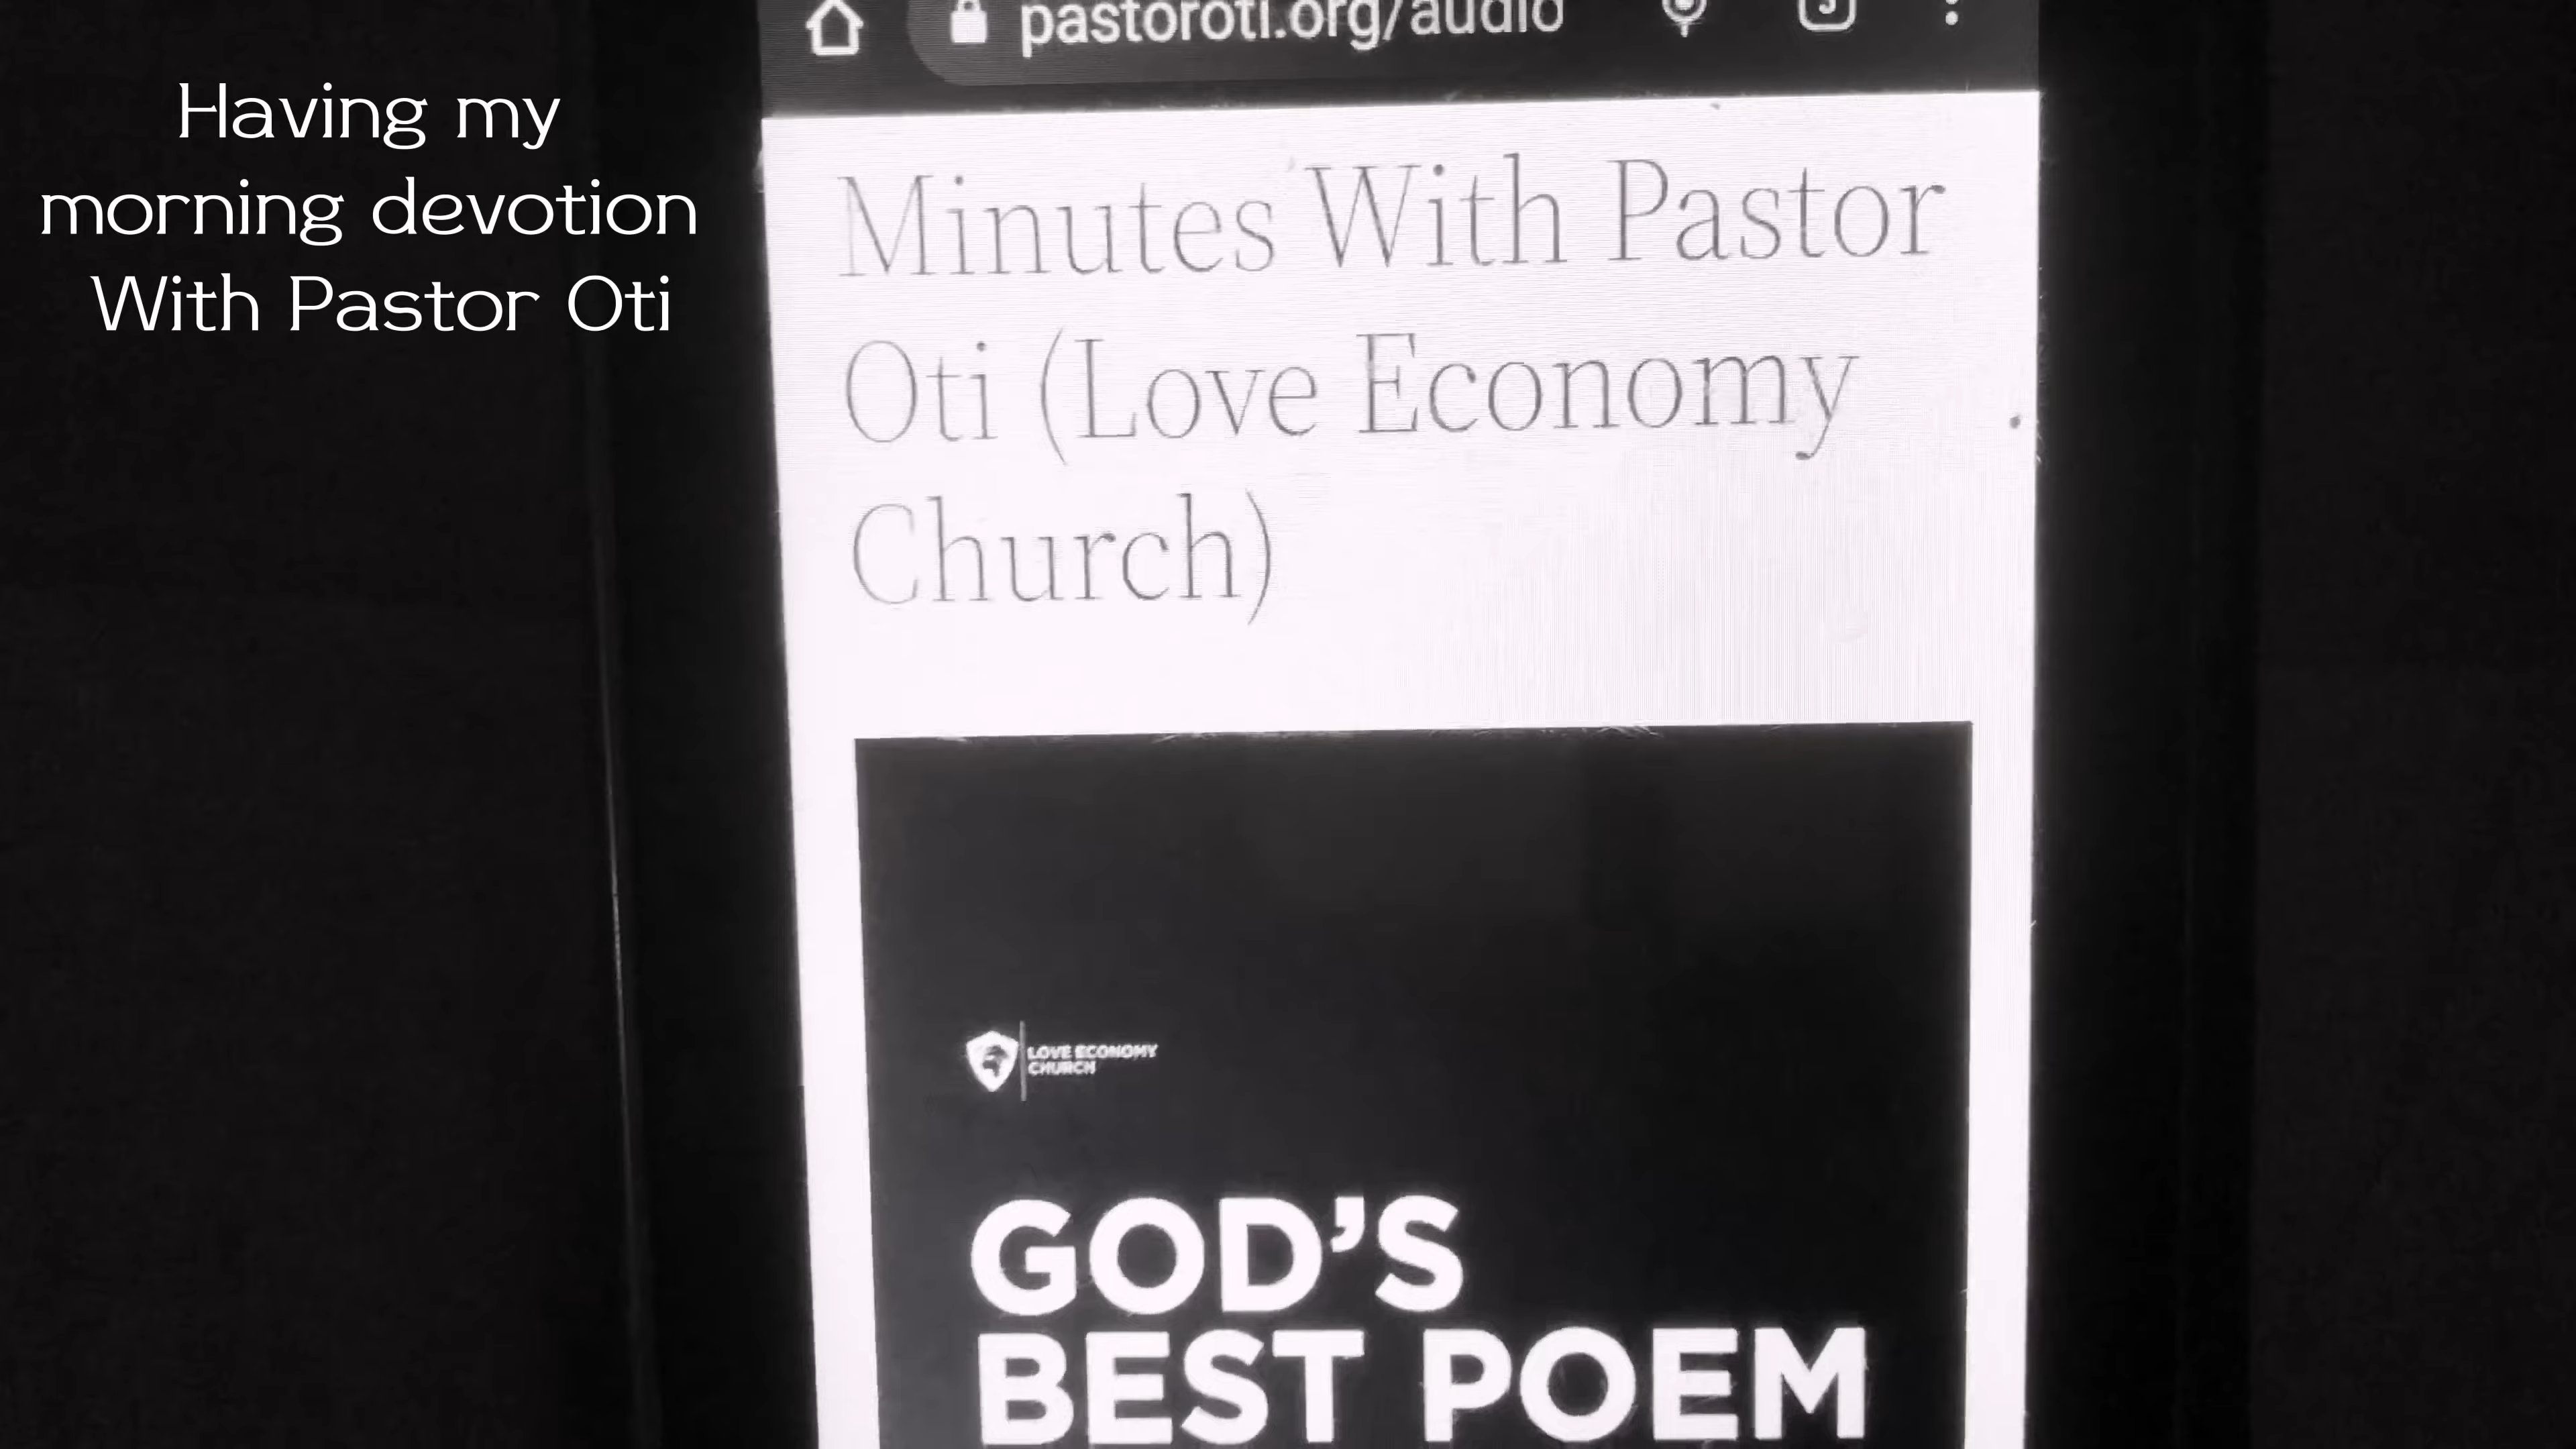 Having my
morning devotion
With Pastor Oti
pastoroti.org/audio
Minutes With Pastor
Oti (Love Economy
Church)
LOVE ECONOMY
CHURCH
GOD'S
BEST POEM